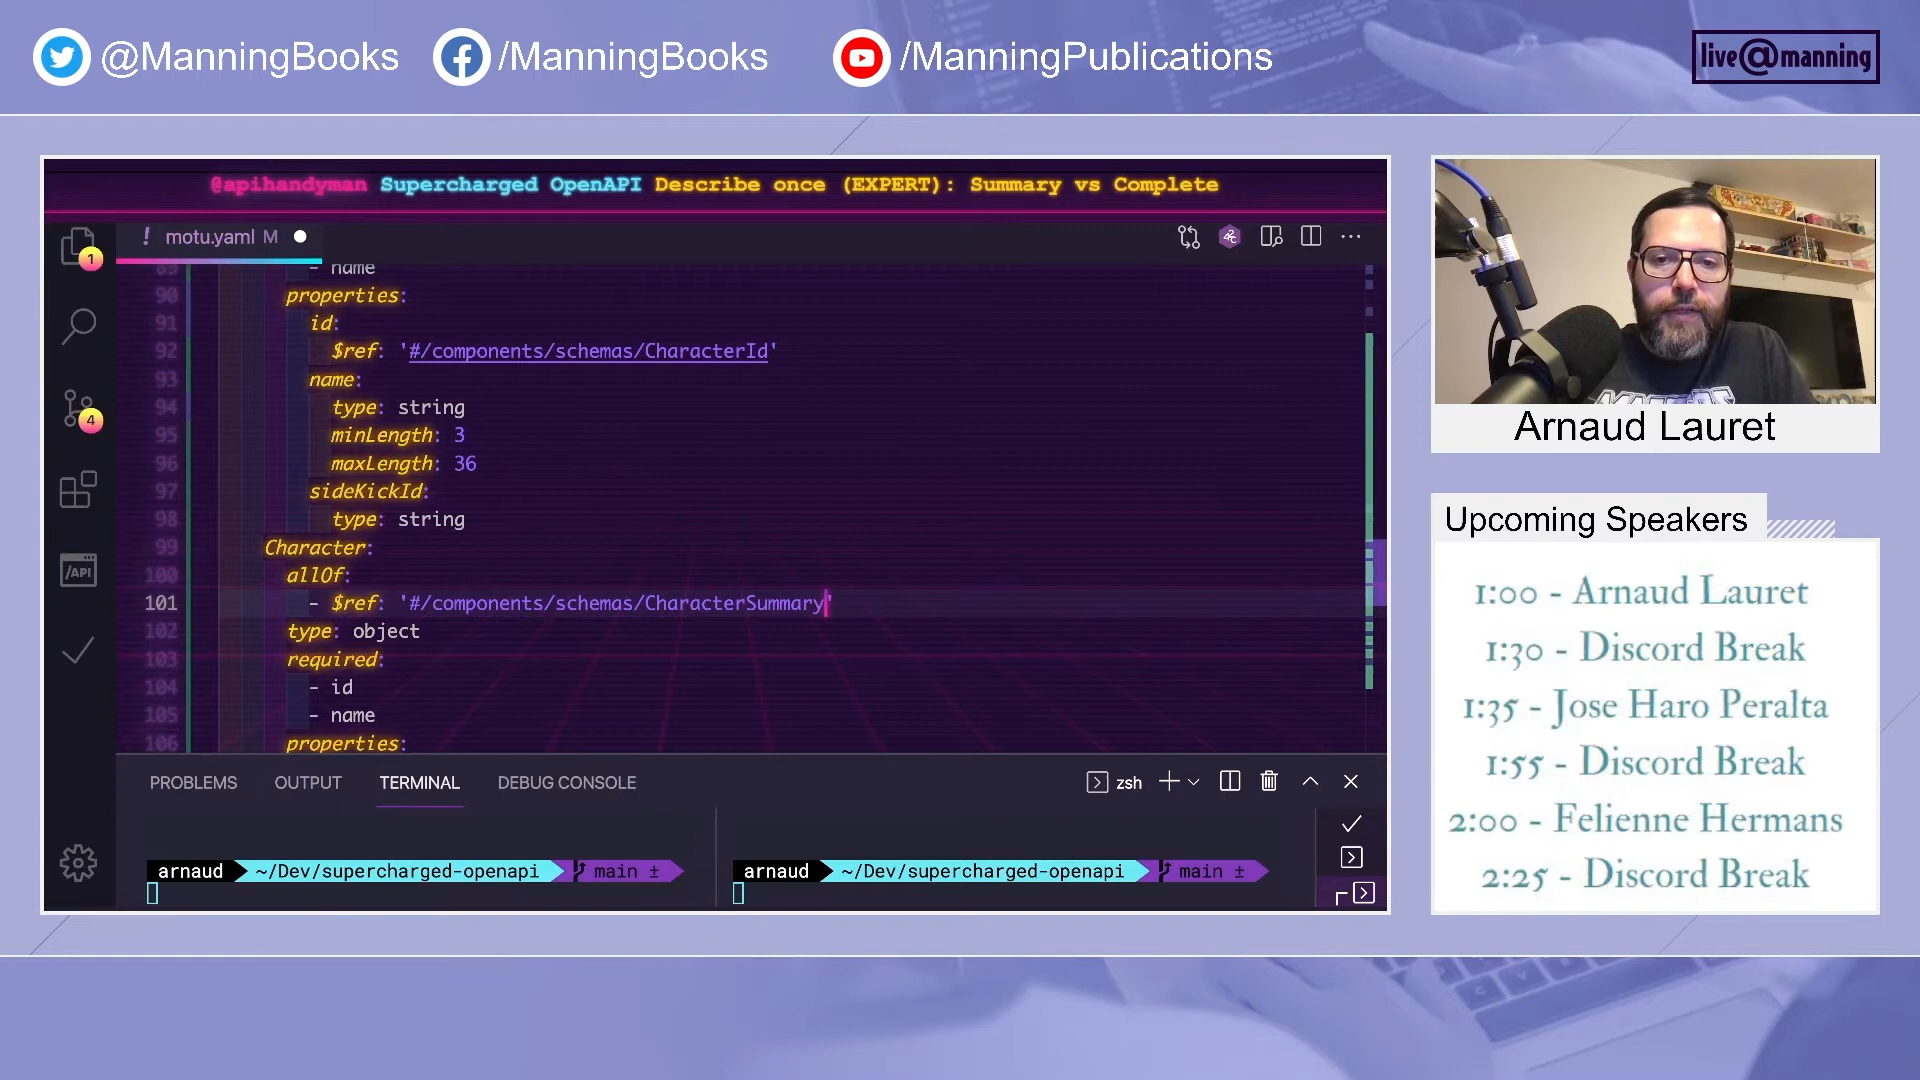 @ManningBooks
/ManningBooks
/ManningPublications
live@manning
@apihandyman Supercharged OpenAPI Describe once (EXPERT): Summary vs Complete
! motu.yaml M
1
4
/API
89 - name
90 properties:
91 id:
92 $ref: '#/components/schemas/CharacterId'
93 name:
94 type: string
95 minLength: 3
96 maxLength: 36
97 sideKickId:
98 type: string
99 Character:
100 allOf:
101 - $ref: '#/components/schemas/CharacterSummary'
102 type: object
103 required:
104 - id
105 - name
106 properties:
PROBLEMS OUTPUT TERMINAL DEBUG CONSOLE
zsh
arnaud ~/Dev/supercharged-openapi main ±
arnaud ~/Dev/supercharged-openapi main ±
Arnaud Lauret
Upcoming Speakers
1:00 - Arnaud Lauret
1:30 - Discord Break
1:35 - Jose Haro Peralta
1:55 - Discord Break
2:00 - Felienne Hermans
2:25 - Discord Break